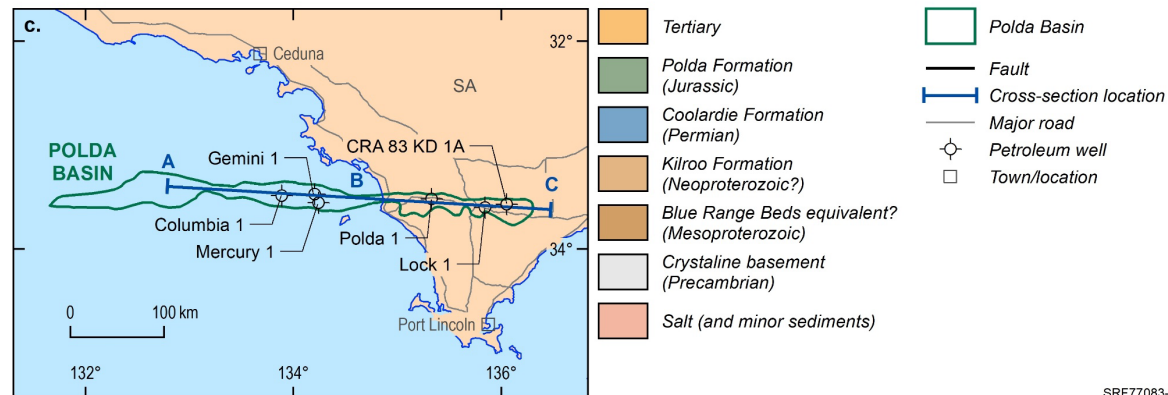 c.
32°
Ceduna
SA
CRA 83 KD 1A
Gemini 1
POLDA
BASIN
A
B
C
Columbia 1
Mercury 1
Polda 1
Lock 1
34°
0 100 km
Port Lincoln
132° 134° 136°
Tertiary
Polda Formation
(Jurassic)
Coolardie Formation
(Permian)
Kilroo Formation
(Neoproterozoic?)
Blue Range Beds equivalent?
(Mesoproterozoic)
Crystaline basement
(Precambrian)
Salt (and minor sediments)
Polda Basin
Fault
Cross-section location
Major road
Petroleum well
Town/location